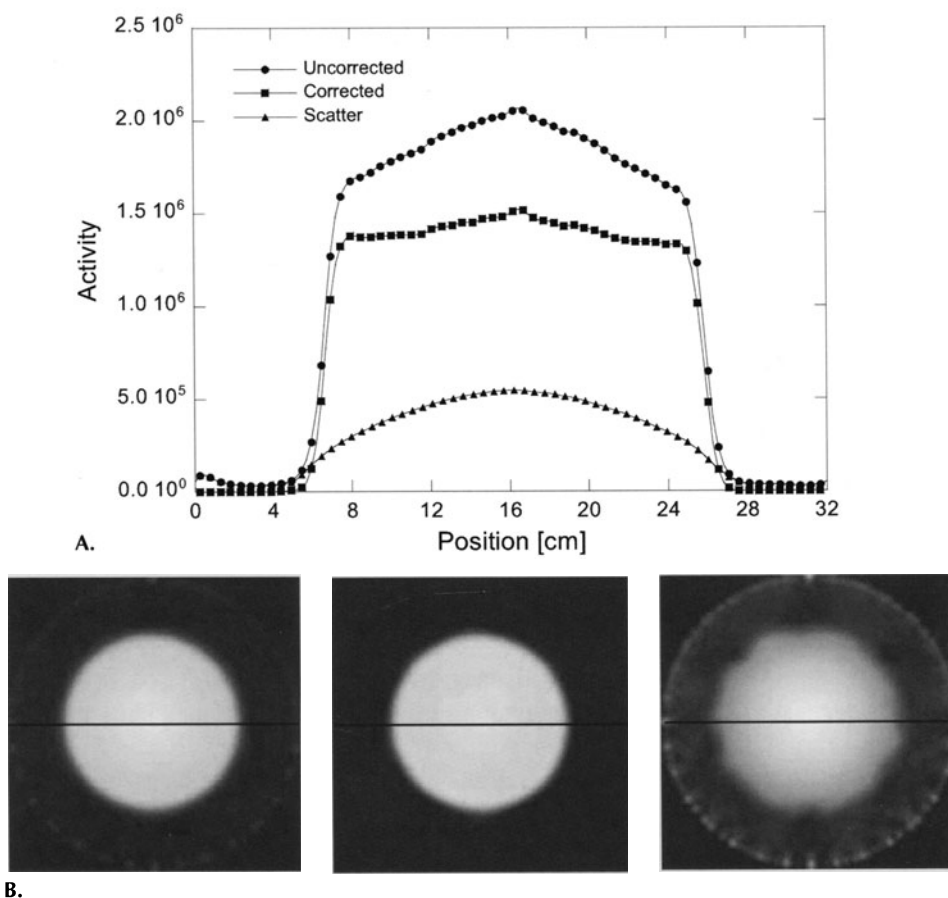 2.5 10⁶
Uncorrected
Corrected
Scatter
2.0 10⁶
1.5 10⁶
1.0 10⁶
5.0 10⁵
0.0 10⁰
Activity
0 4 8 12 16 20 24 28 32
A.
Position [cm]
B.